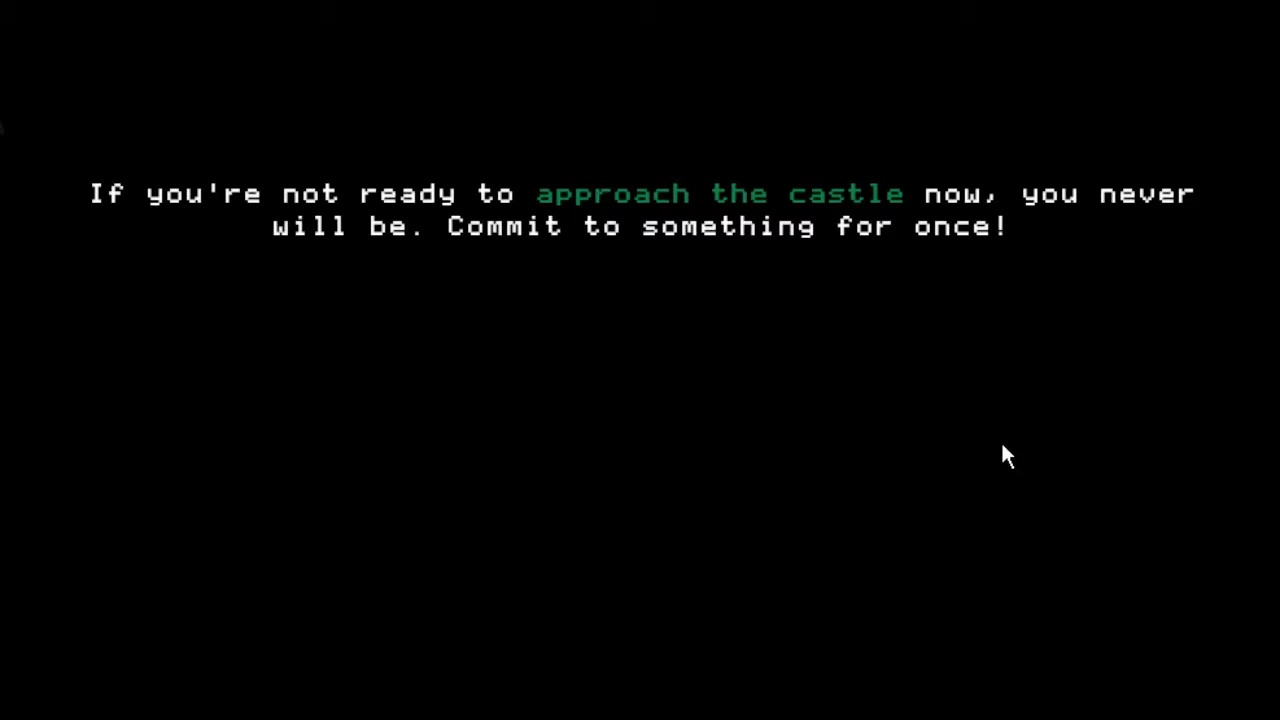 If you're not ready to approach the castle now, you never
will be. Commit to something for once!